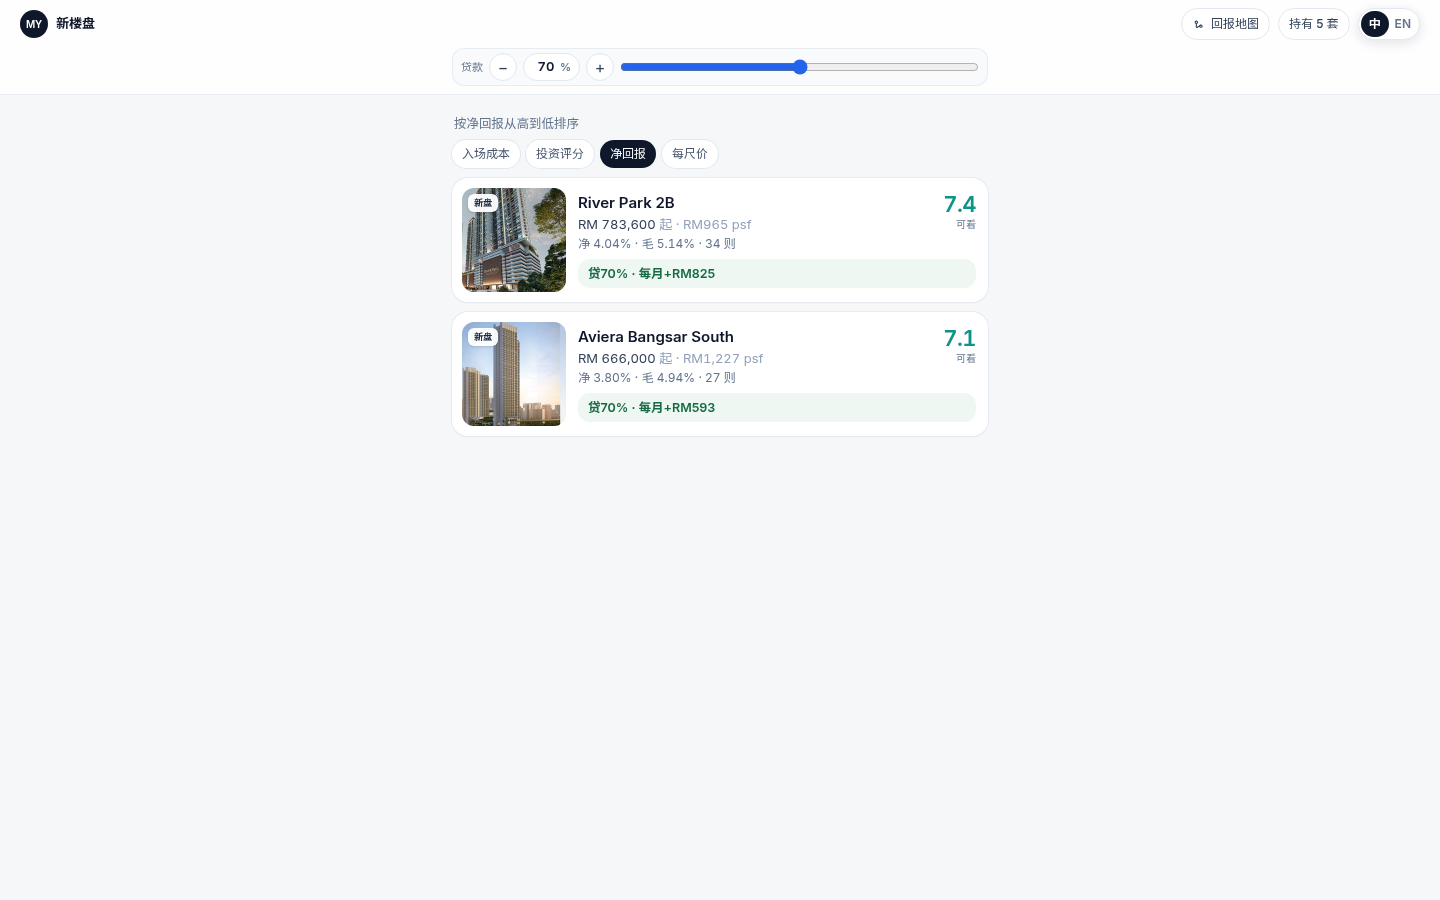 MY 新楼盘
回报地图 持有 5 套 中 EN
贷款 − 70 % +
按净回报从高到低排序
入场成本 投资评分 净回报 每尺价
新盘
River Park 2B
RM 783,600 起 · RM965 psf
净 4.04% · 毛 5.14% · 34 则
贷70% · 每月+RM825
7.4
可看
新盘
Aviera Bangsar South
RM 666,000 起 · RM1,227 psf
净 3.80% · 毛 4.94% · 27 则
贷70% · 每月+RM593
7.1
可看